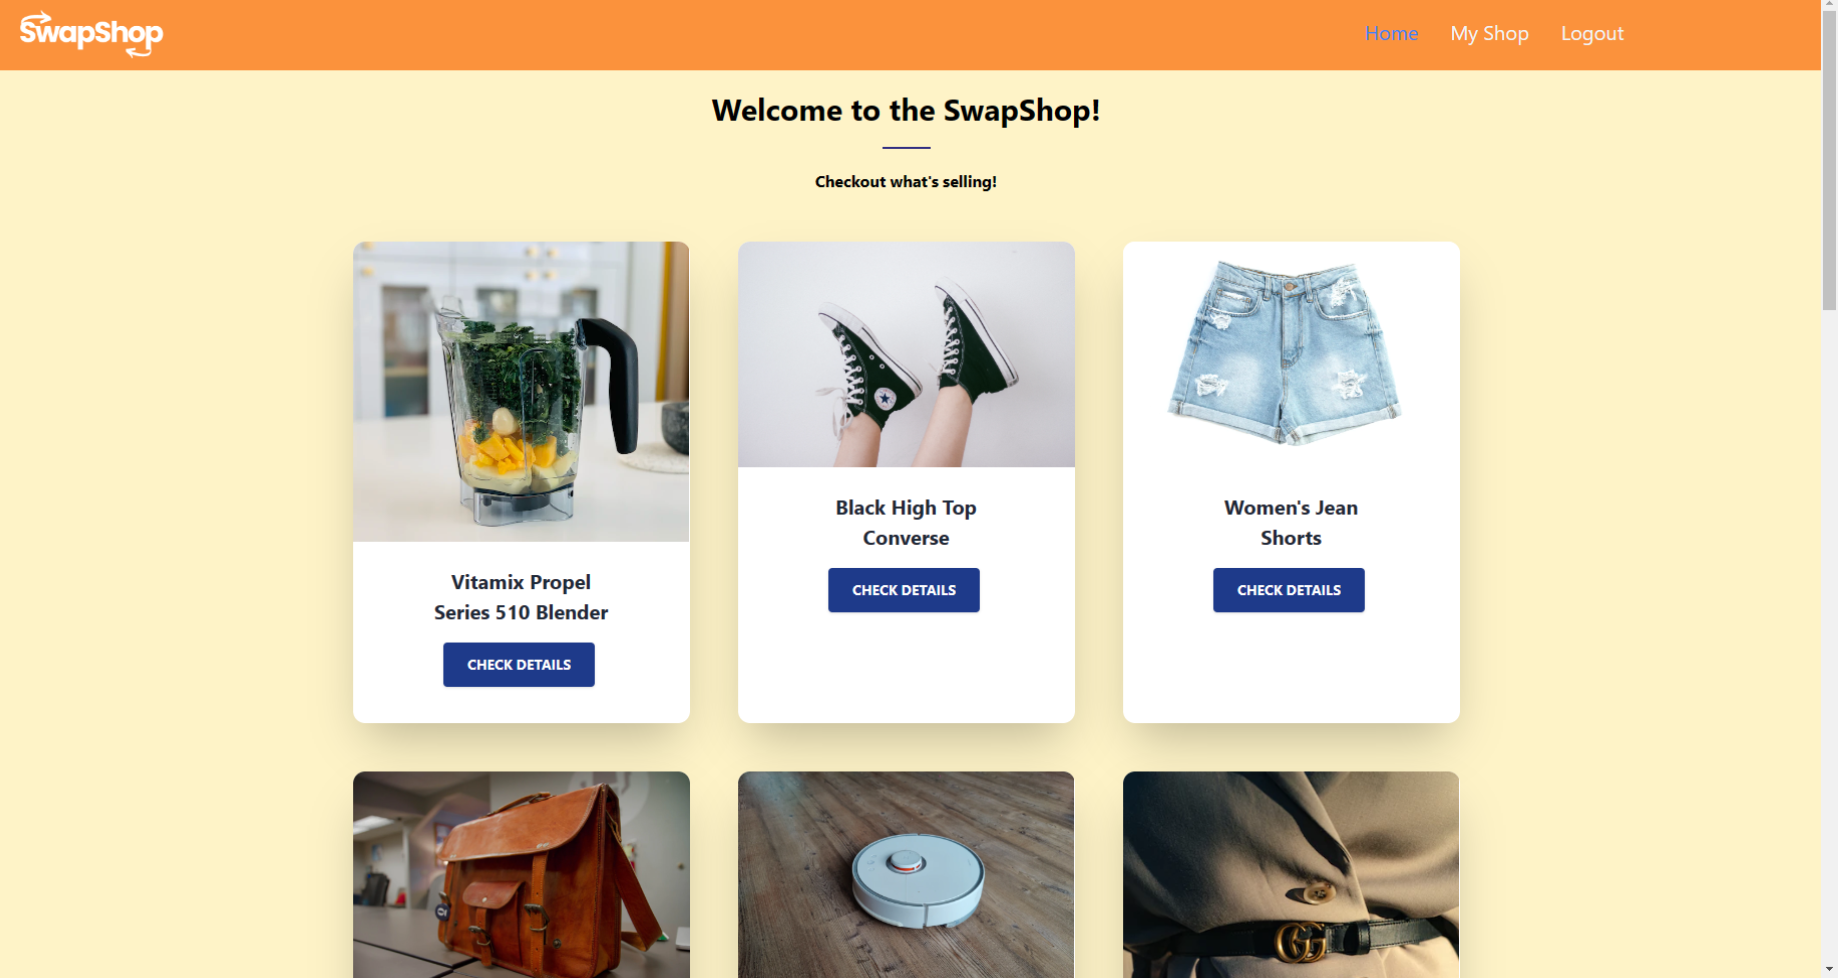 SwapShop
Home
My Shop
Logout
Welcome to the SwapShop!
Checkout what's selling!
Vitamix Propel
Series 510 Blender
CHECK DETAILS
Black High Top
Converse
CHECK DETAILS
Women's Jean
Shorts
CHECK DETAILS